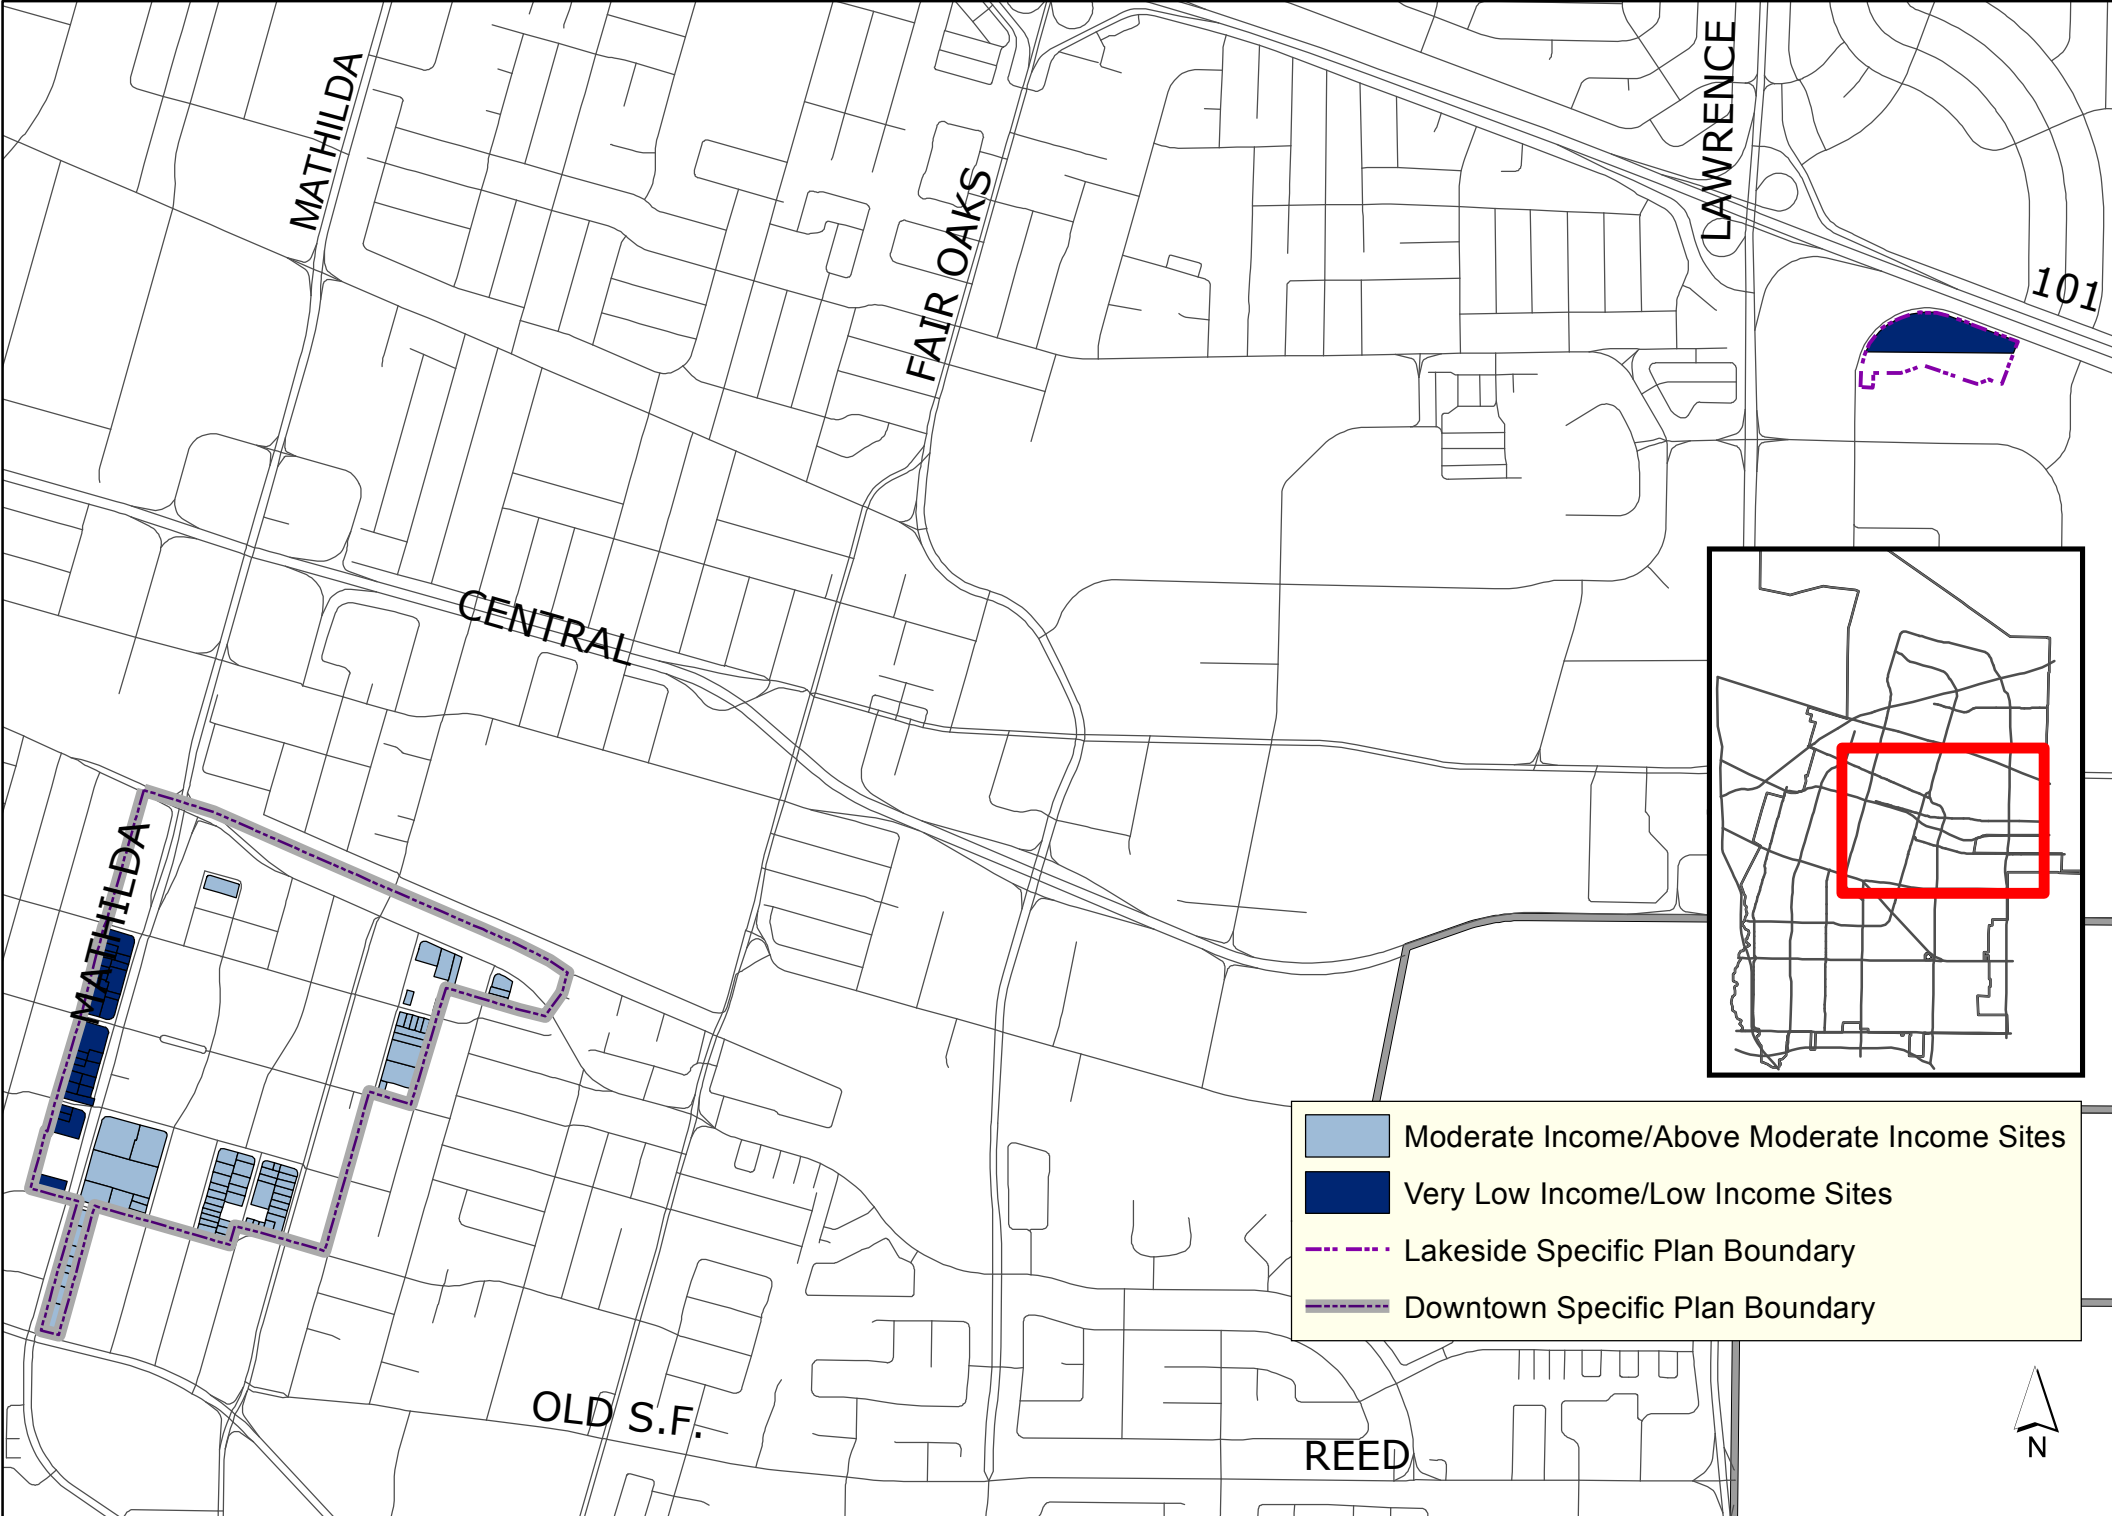 MATHILDA
FAIR OAKS
LAWRENCE
101
CENTRAL
MATHILDA
Moderate Income/Above Moderate Income Sites
Very Low Income/Low Income Sites
Lakeside Specific Plan Boundary
Downtown Specific Plan Boundary
OLD S.F.
REED
N